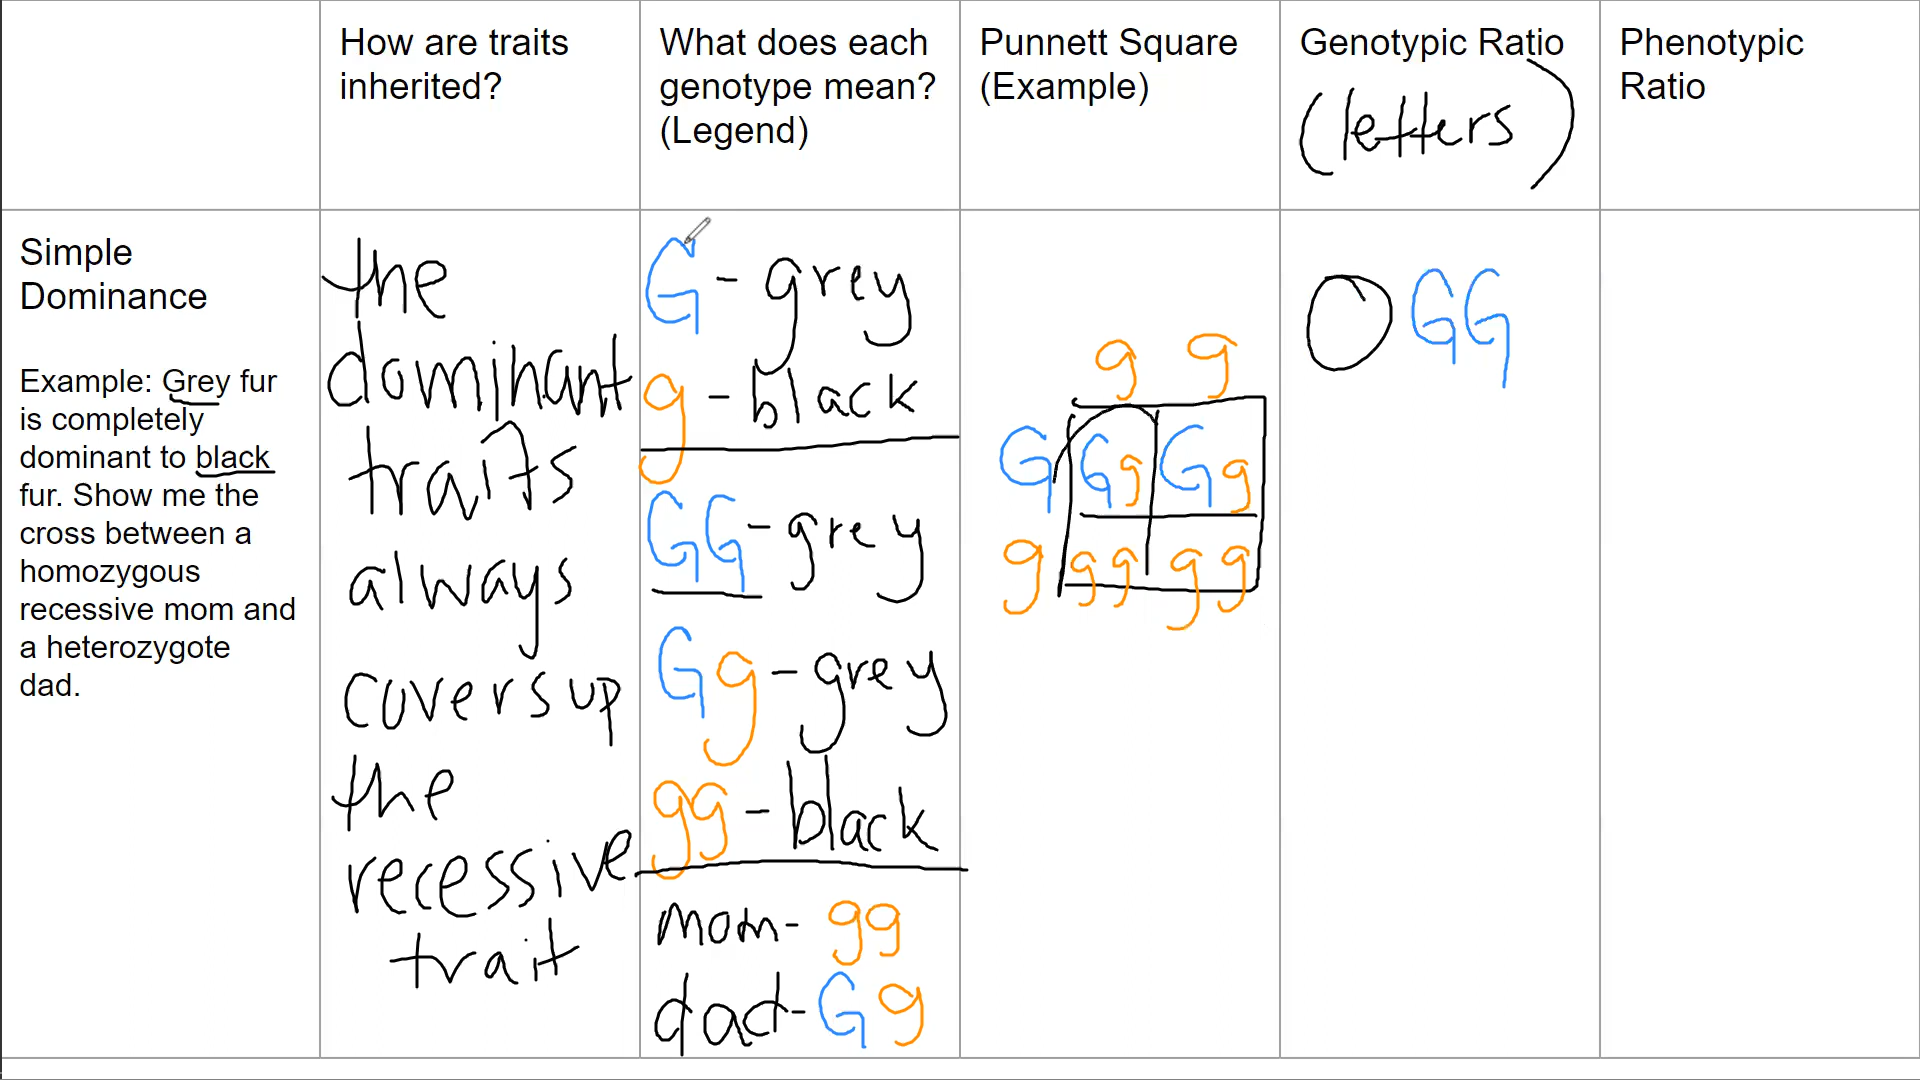 How are traits
inherited?
What does each
genotype mean?
(Legend)
Punnett Square
(Example)
Genotypic Ratio
(letters)
Phenotypic
Ratio
Simple
Dominance
Example: Grey fur
is completely
dominant to black
fur. Show me the
cross between a
homozygous
recessive mom and
a heterozygote
dad.
the
dominant
traits
always
covers up
the
recessive
trait
G - grey
g - black
GG - grey
Gg - grey
gg - black
mom - gg
dad - Gg
g g
G Gg Gg
g gg gg
0 GG